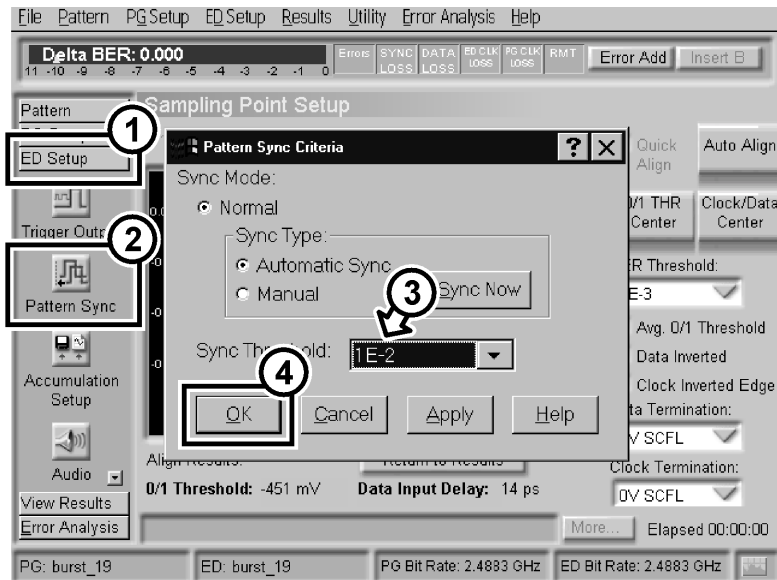 File Pattern PG Setup ED Setup Results Utility Error Analysis Help
Delta BER: 0.000
11 -10 -9 -8 -7 -6 -5 -4 -3 -2 -1 0
Errors SYNC LOSS DATA LOSS ED CLK LOSS PG CLK LOSS RMT Error Add Insert B
Pattern
Sampling Point Setup
1
ED Setup
Pattern Sync Criteria ? X
Quick Align
Auto Align
Sync Mode:
Normal
0/1 THR Center
Clock/Data Center
Trigger Outp
2
Sync Type:
Automatic Sync
Manual
3
Sync Now
ER Threshold:
E-3
Pattern Sync
Avg. 0/1 Threshold
Data Inverted
Clock Inverted Edge
Sync Threshold: 1E-2
4
Accumulation Setup
OK Cancel Apply Help
ta Termination:
0V SCFL
Audio
Align Results:
Return to Results
Clock Termination:
0V SCFL
0/1 Threshold: -451 mV Data Input Delay: 14 ps
View Results
Error Analysis
More... Elapsed 00:00:00
PG: burst_19 ED: burst_19 PG Bit Rate: 2.4883 GHz ED Bit Rate: 2.4883 GHz